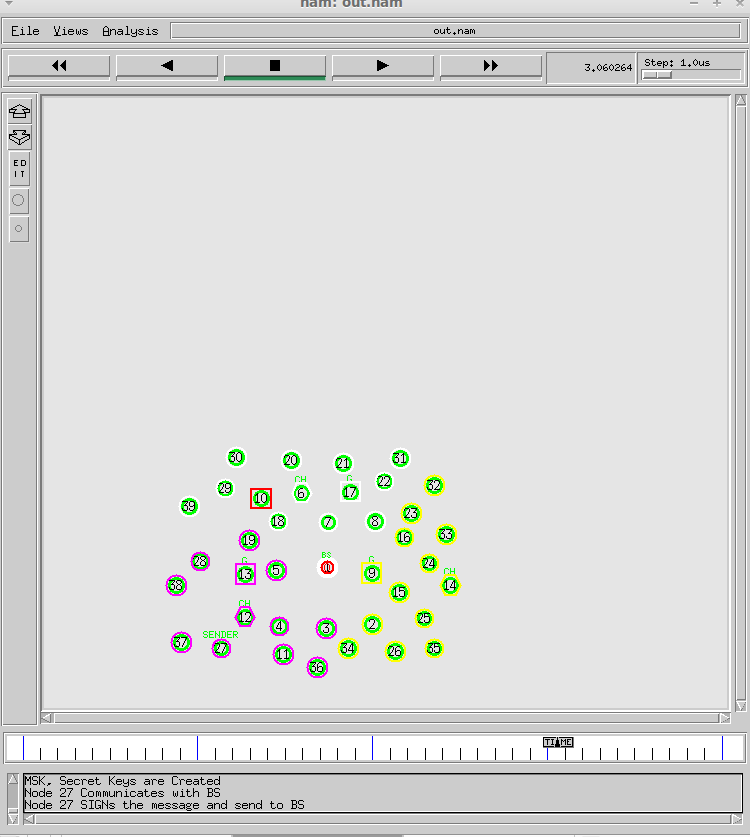 nam: out.nam
File Views Analysis out.nam
3.060264 Step: 1.0us
ED
IT
30 20 21 31
CH G
29 10 6 17 22 32
39 18 7 8 23
19 16 33
BS
28 G 5 0 G 24
38 13 9 CH
14
15
CH
12
4 3 2 25
SENDER
37 27 11 34 26 35
36
TIME
MSK, Secret Keys are Created
Node 27 Communicates with BS
Node 27 SIGNs the message and send to BS